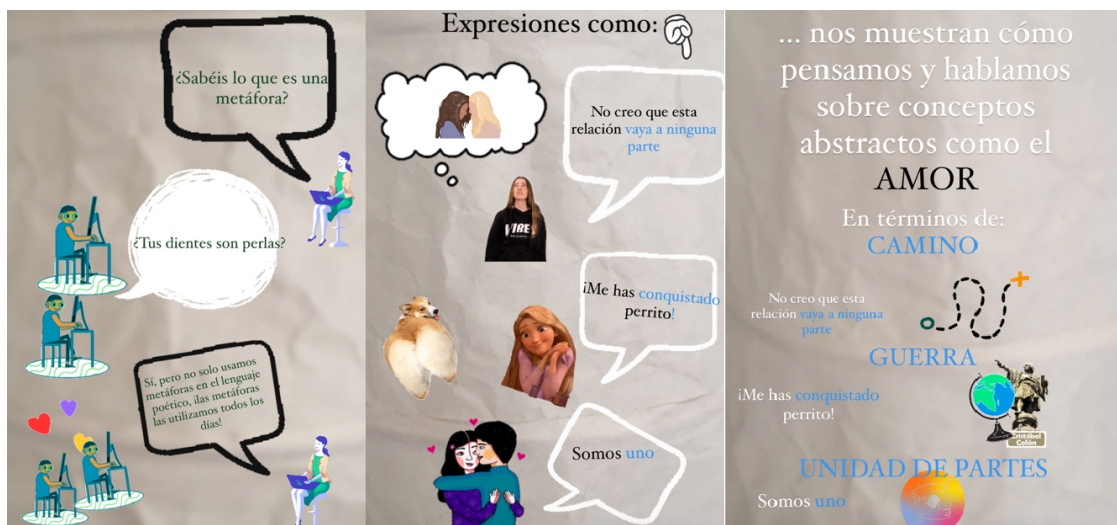 ¿Sabéis lo que es una
metáfora?
¿Tus dientes son perlas?
Sí, pero no solo usamos
metáforas en el lenguaje
poético, ¡las metáforas
las utilizamos todos los
días!
Expresiones como:
No creo que esta
relación vaya a ninguna
parte
VIBE
¡Me has conquistado
perrito!
Somos uno
... nos muestran cómo
pensamos y hablamos
sobre conceptos
abstractos como el
AMOR
En términos de:
CAMINO
No creo que esta
relación vaya a ninguna
parte
GUERRA
¡Me has conquistado
perrito!
Cristóbal
Colón
UNIDAD DE PARTES
Somos uno